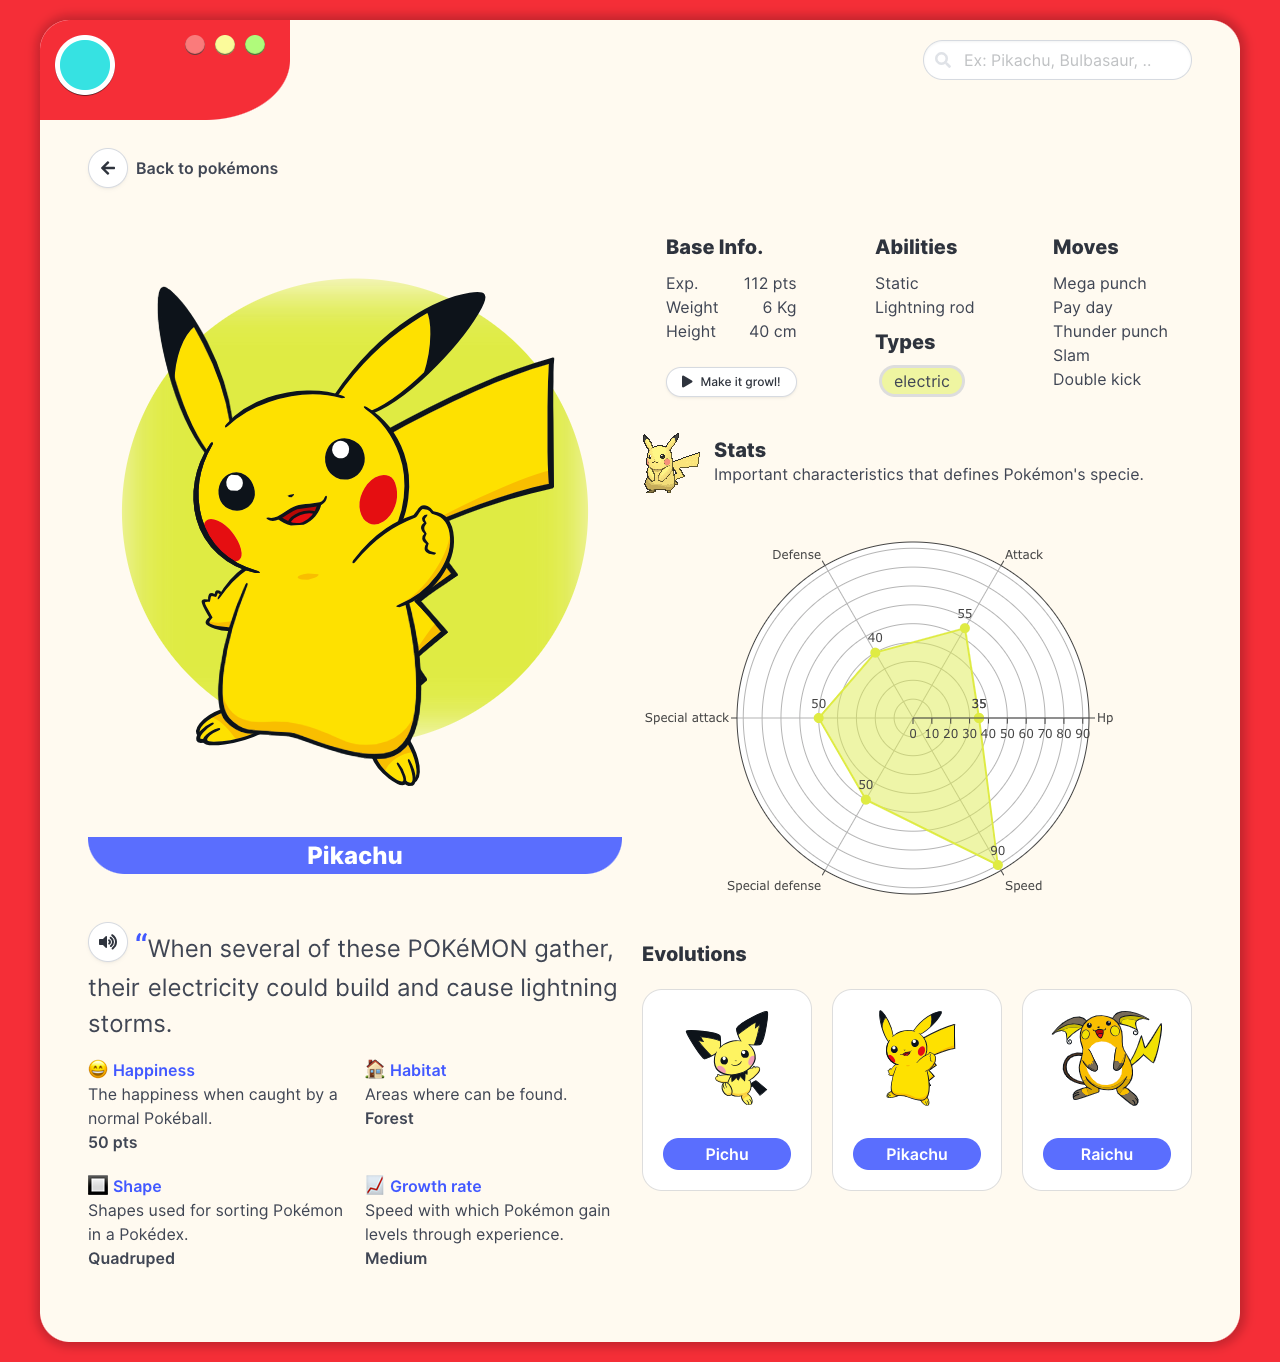 Ex: Pikachu, Bulbasaur, ..
Back to pokémons
Base Info.
Exp. 112 pts
Weight 6 Kg
Height 40 cm
Make it growl!
Abilities
Static
Lightning rod
Types
electric
Moves
Mega punch
Pay day
Thunder punch
Slam
Double kick
Stats
Important characteristics that defines Pokémon's specie.
Defense
Attack
55
40
50
35
Special attack
Hp
0 10 20 30 40 50 60 70 80 90
50
90
Special defense
Speed
Pikachu
“When several of these POKéMON gather,
their electricity could build and cause lightning
storms.
😄 Happiness
The happiness when caught by a
normal Pokéball.
50 pts
🏠 Habitat
Areas where can be found.
Forest
🔲 Shape
Shapes used for sorting Pokémon
in a Pokédex.
Quadruped
📈 Growth rate
Speed with which Pokémon gain
levels through experience.
Medium
Evolutions
Pichu
Pikachu
Raichu